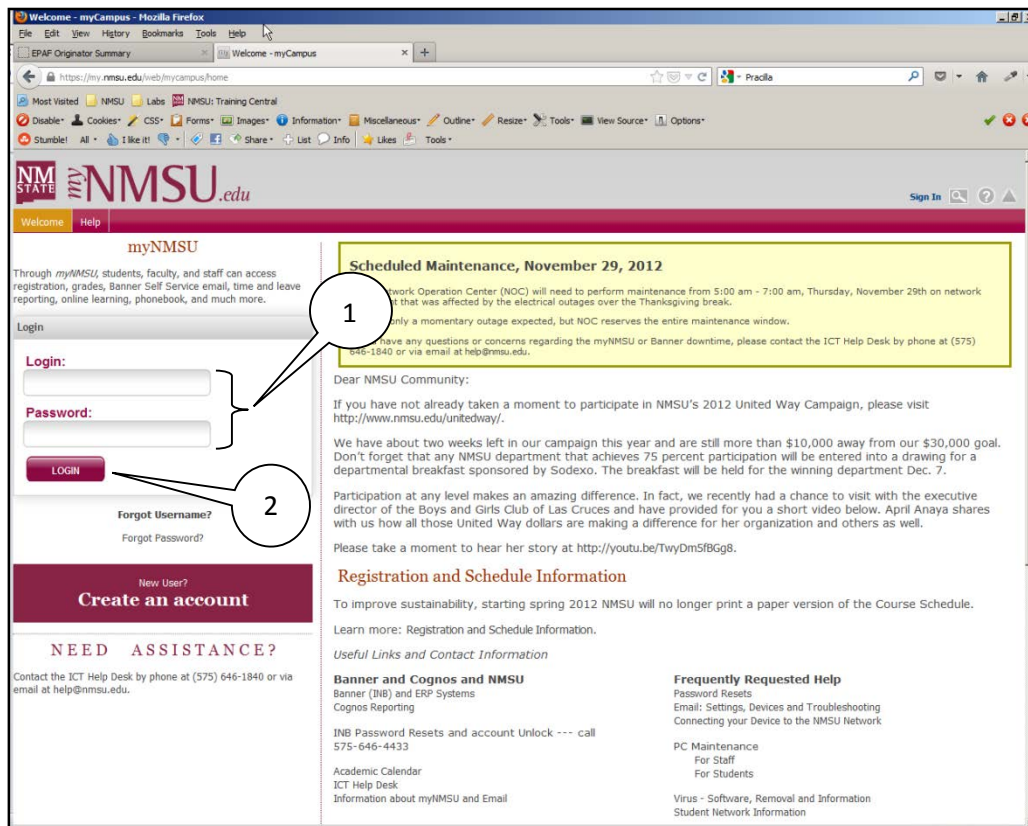 Welcome - myCampus - Mozilla Firefox
File Edit View History Bookmarks Tools Help
EPAF Originator Summary × Welcome - myCampus × +
https://my.nmsu.edu/web/mycampus/home Pracilla
Most Visited NMSU Labs NMSU: Training Central
Disable Cookies CSS Forms Images Information Miscellaneous Outline Resize Tools View Source Options
Stumble! All I like it! Share List Info Likes Tools
NM STATE myNMSU.edu
Sign In
Welcome Help
myNMSU
Through myNMSU, students, faculty, and staff can access
registration, grades, Banner Self Service email, time and leave
reporting, online learning, phonebook, and much more.
Login
Login:
Password:
LOGIN
1
2
Forgot Username?
Forgot Password?
New User?
Create an account
NEED ASSISTANCE?
Contact the ICT Help Desk by phone at (575) 646-1840 or via
email at help@nmsu.edu.
Scheduled Maintenance, November 29, 2012
Operation Center (NOC) will need to perform maintenance from 5:00 am - 7:00 am, Thursday, November 29th on network
that was affected by the electrical outages over the Thanksgiving break.
only a momentary outage expected, but NOC reserves the entire maintenance window.
have any questions or concerns regarding the myNMSU or Banner downtime, please contact the ICT Help Desk by phone at (575)
646-1840 or via email at help@nmsu.edu.
Dear NMSU Community:
If you have not already taken a moment to participate in NMSU's 2012 United Way Campaign, please visit
http://www.nmsu.edu/unitedway/.
We have about two weeks left in our campaign this year and are still more than $10,000 away from our $30,000 goal.
Don't forget that any NMSU department that achieves 75 percent participation will be entered into a drawing for a
departmental breakfast sponsored by Sodexo. The breakfast will be held for the winning department Dec. 7.
Participation at any level makes an amazing difference. In fact, we recently had a chance to visit with the executive
director of the Boys and Girls Club of Las Cruces and have provided for you a short video below. April Anaya shares
with us how all those United Way dollars are making a difference for her organization and others as well.
Please take a moment to hear her story at http://youtu.be/TwyDm5fBGg8.
Registration and Schedule Information
To improve sustainability, starting spring 2012 NMSU will no longer print a paper version of the Course Schedule.
Learn more: Registration and Schedule Information.
Useful Links and Contact Information
Banner and Cognos and NMSU
Banner (INB) and ERP Systems
Cognos Reporting
INB Password Resets and account Unlock --- call
575-646-4433
Academic Calendar
ICT Help Desk
Information about myNMSU and Email
Frequently Requested Help
Password Resets
Email: Settings, Devices and Troubleshooting
Connecting your Device to the NMSU Network
PC Maintenance
For Staff
For Students
Virus - Software, Removal and Information
Student Network Information